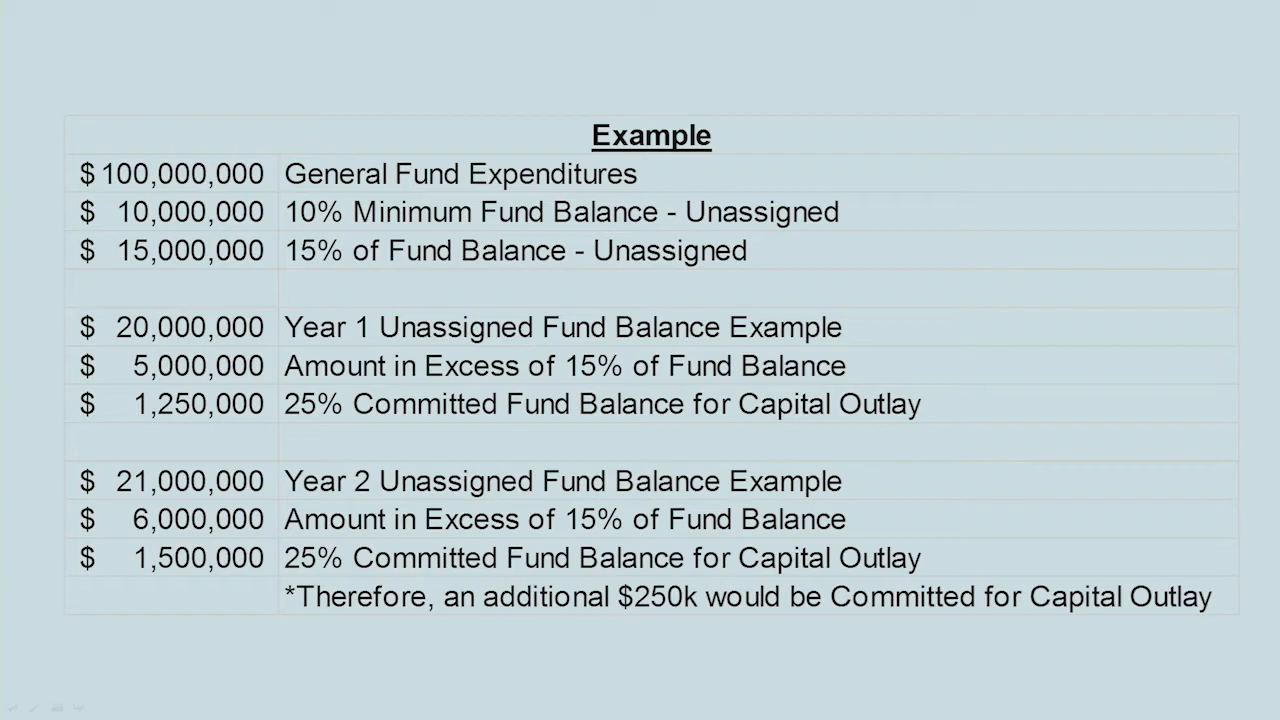 Example
$ 100,000,000 General Fund Expenditures
$ 10,000,000 10% Minimum Fund Balance - Unassigned
$ 15,000,000 15% of Fund Balance - Unassigned
$ 20,000,000 Year 1 Unassigned Fund Balance Example
$ 5,000,000 Amount in Excess of 15% of Fund Balance
$ 1,250,000 25% Committed Fund Balance for Capital Outlay
$ 21,000,000 Year 2 Unassigned Fund Balance Example
$ 6,000,000 Amount in Excess of 15% of Fund Balance
$ 1,500,000 25% Committed Fund Balance for Capital Outlay
*Therefore, an additional $250k would be Committed for Capital Outlay